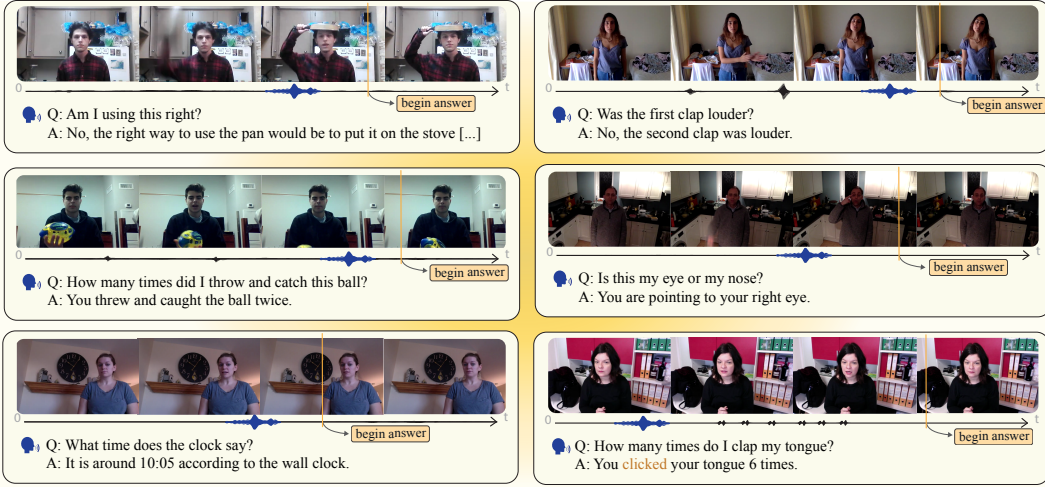 0
t
begin answer
Q: Am I using this right?
A: No, the right way to use the pan would be to put it on the stove [...]
0
t
begin answer
Q: Was the first clap louder?
A: No, the second clap was louder.
0
t
begin answer
Q: How many times did I throw and catch this ball?
A: You threw and caught the ball twice.
0
t
begin answer
Q: Is this my eye or my nose?
A: You are pointing to your right eye.
0
t
begin answer
Q: What time does the clock say?
A: It is around 10:05 according to the wall clock.
0
t
begin answer
Q: How many times do I clap my tongue?
A: You clicked your tongue 6 times.